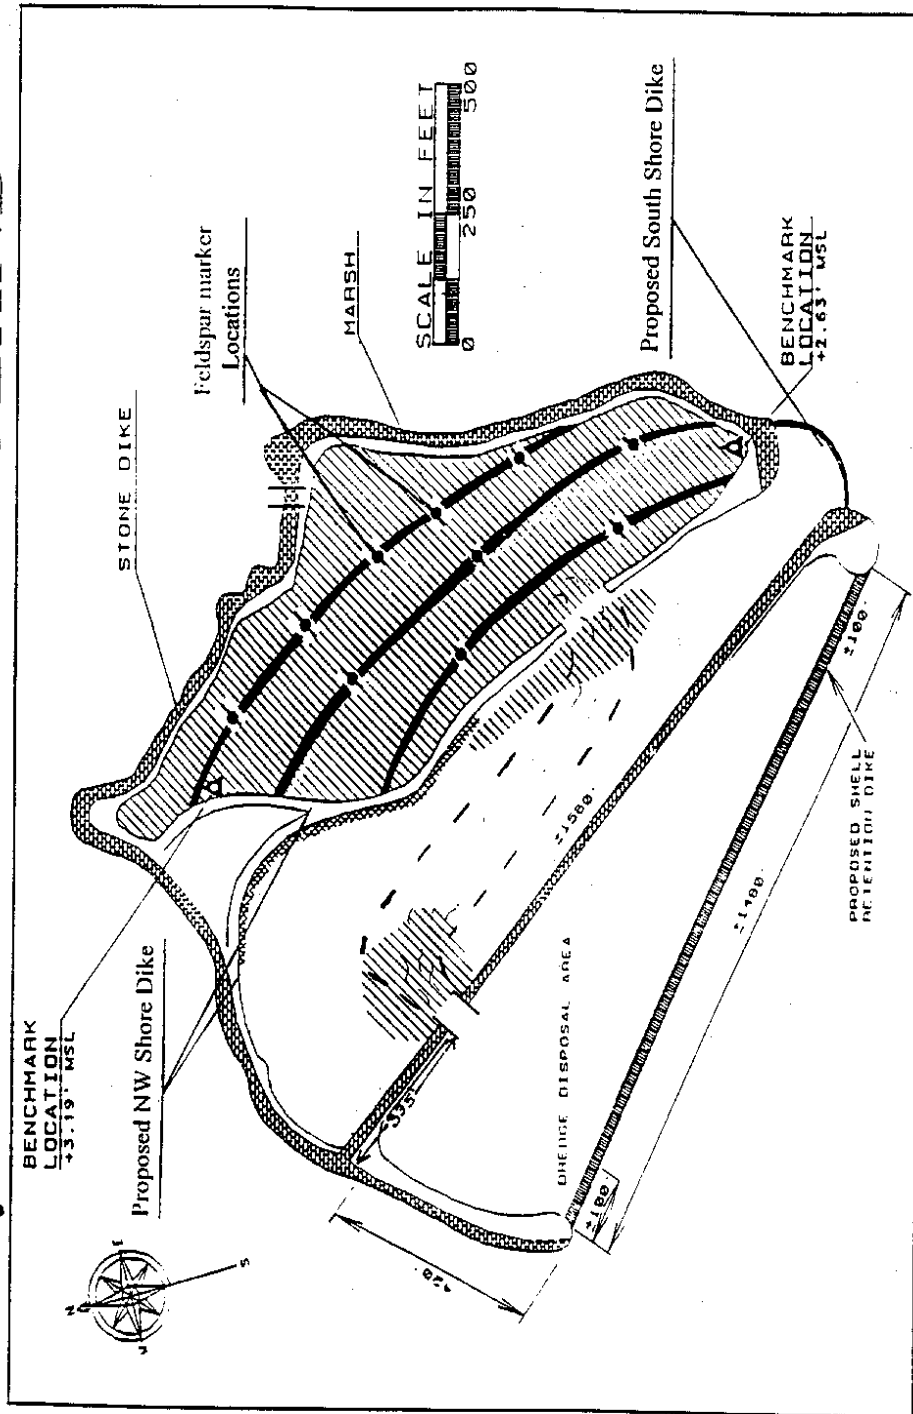 BENCHMARK
LOCATION
+3.19' MSL
Proposed NW Shore Dike
STONE DIKE
Feldspar marker
Locations
MARSH
SCALE IN FEET
0 250 500
Proposed South Shore Dike
BENCHMARK
LOCATION
+2.63' MSL
N
E
S
±1580'
535'
DREDGE DISPOSAL AREA
±100'
±1480'
±100'
PROPOSED SHELL
RETENTION DIKE